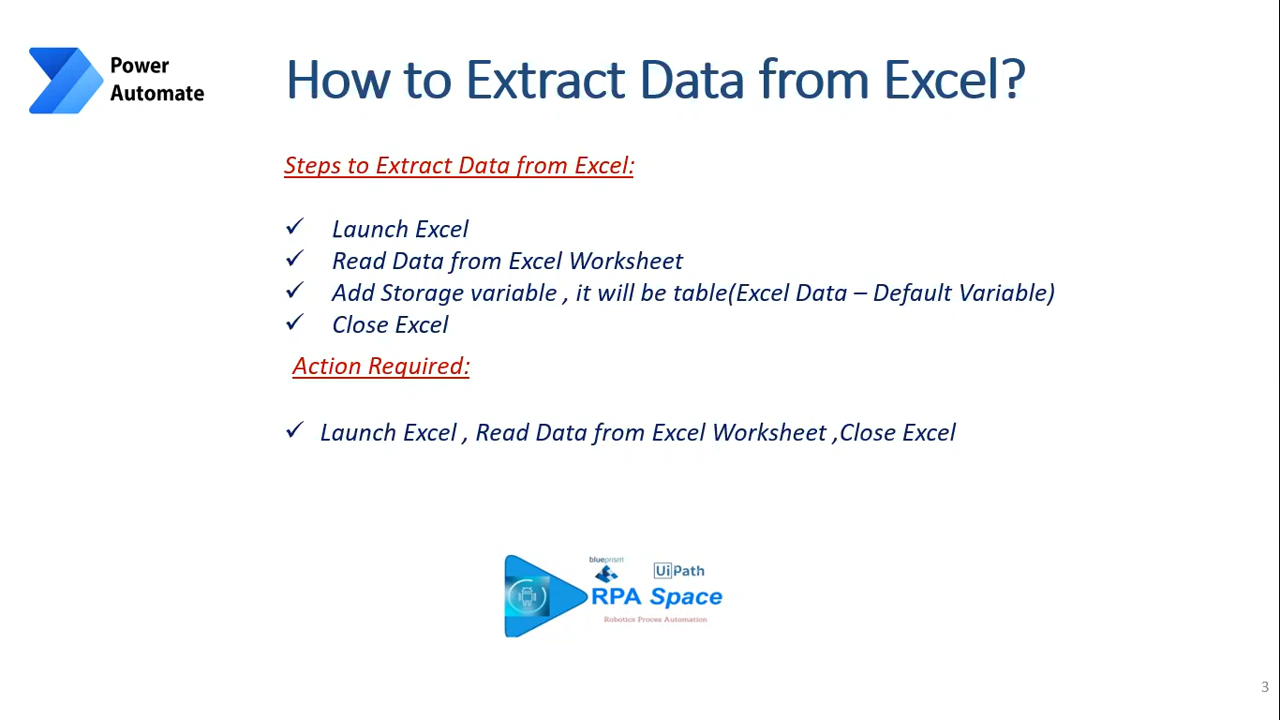 Power
Automate
How to Extract Data from Excel?
Steps to Extract Data from Excel:
✓ Launch Excel
✓ Read Data from Excel Worksheet
✓ Add Storage variable , it will be table(Excel Data – Default Variable)
✓ Close Excel
Action Required:
✓ Launch Excel , Read Data from Excel Worksheet ,Close Excel
blueprism
UiPath
RPA Space
Robotics Proces Automation
3